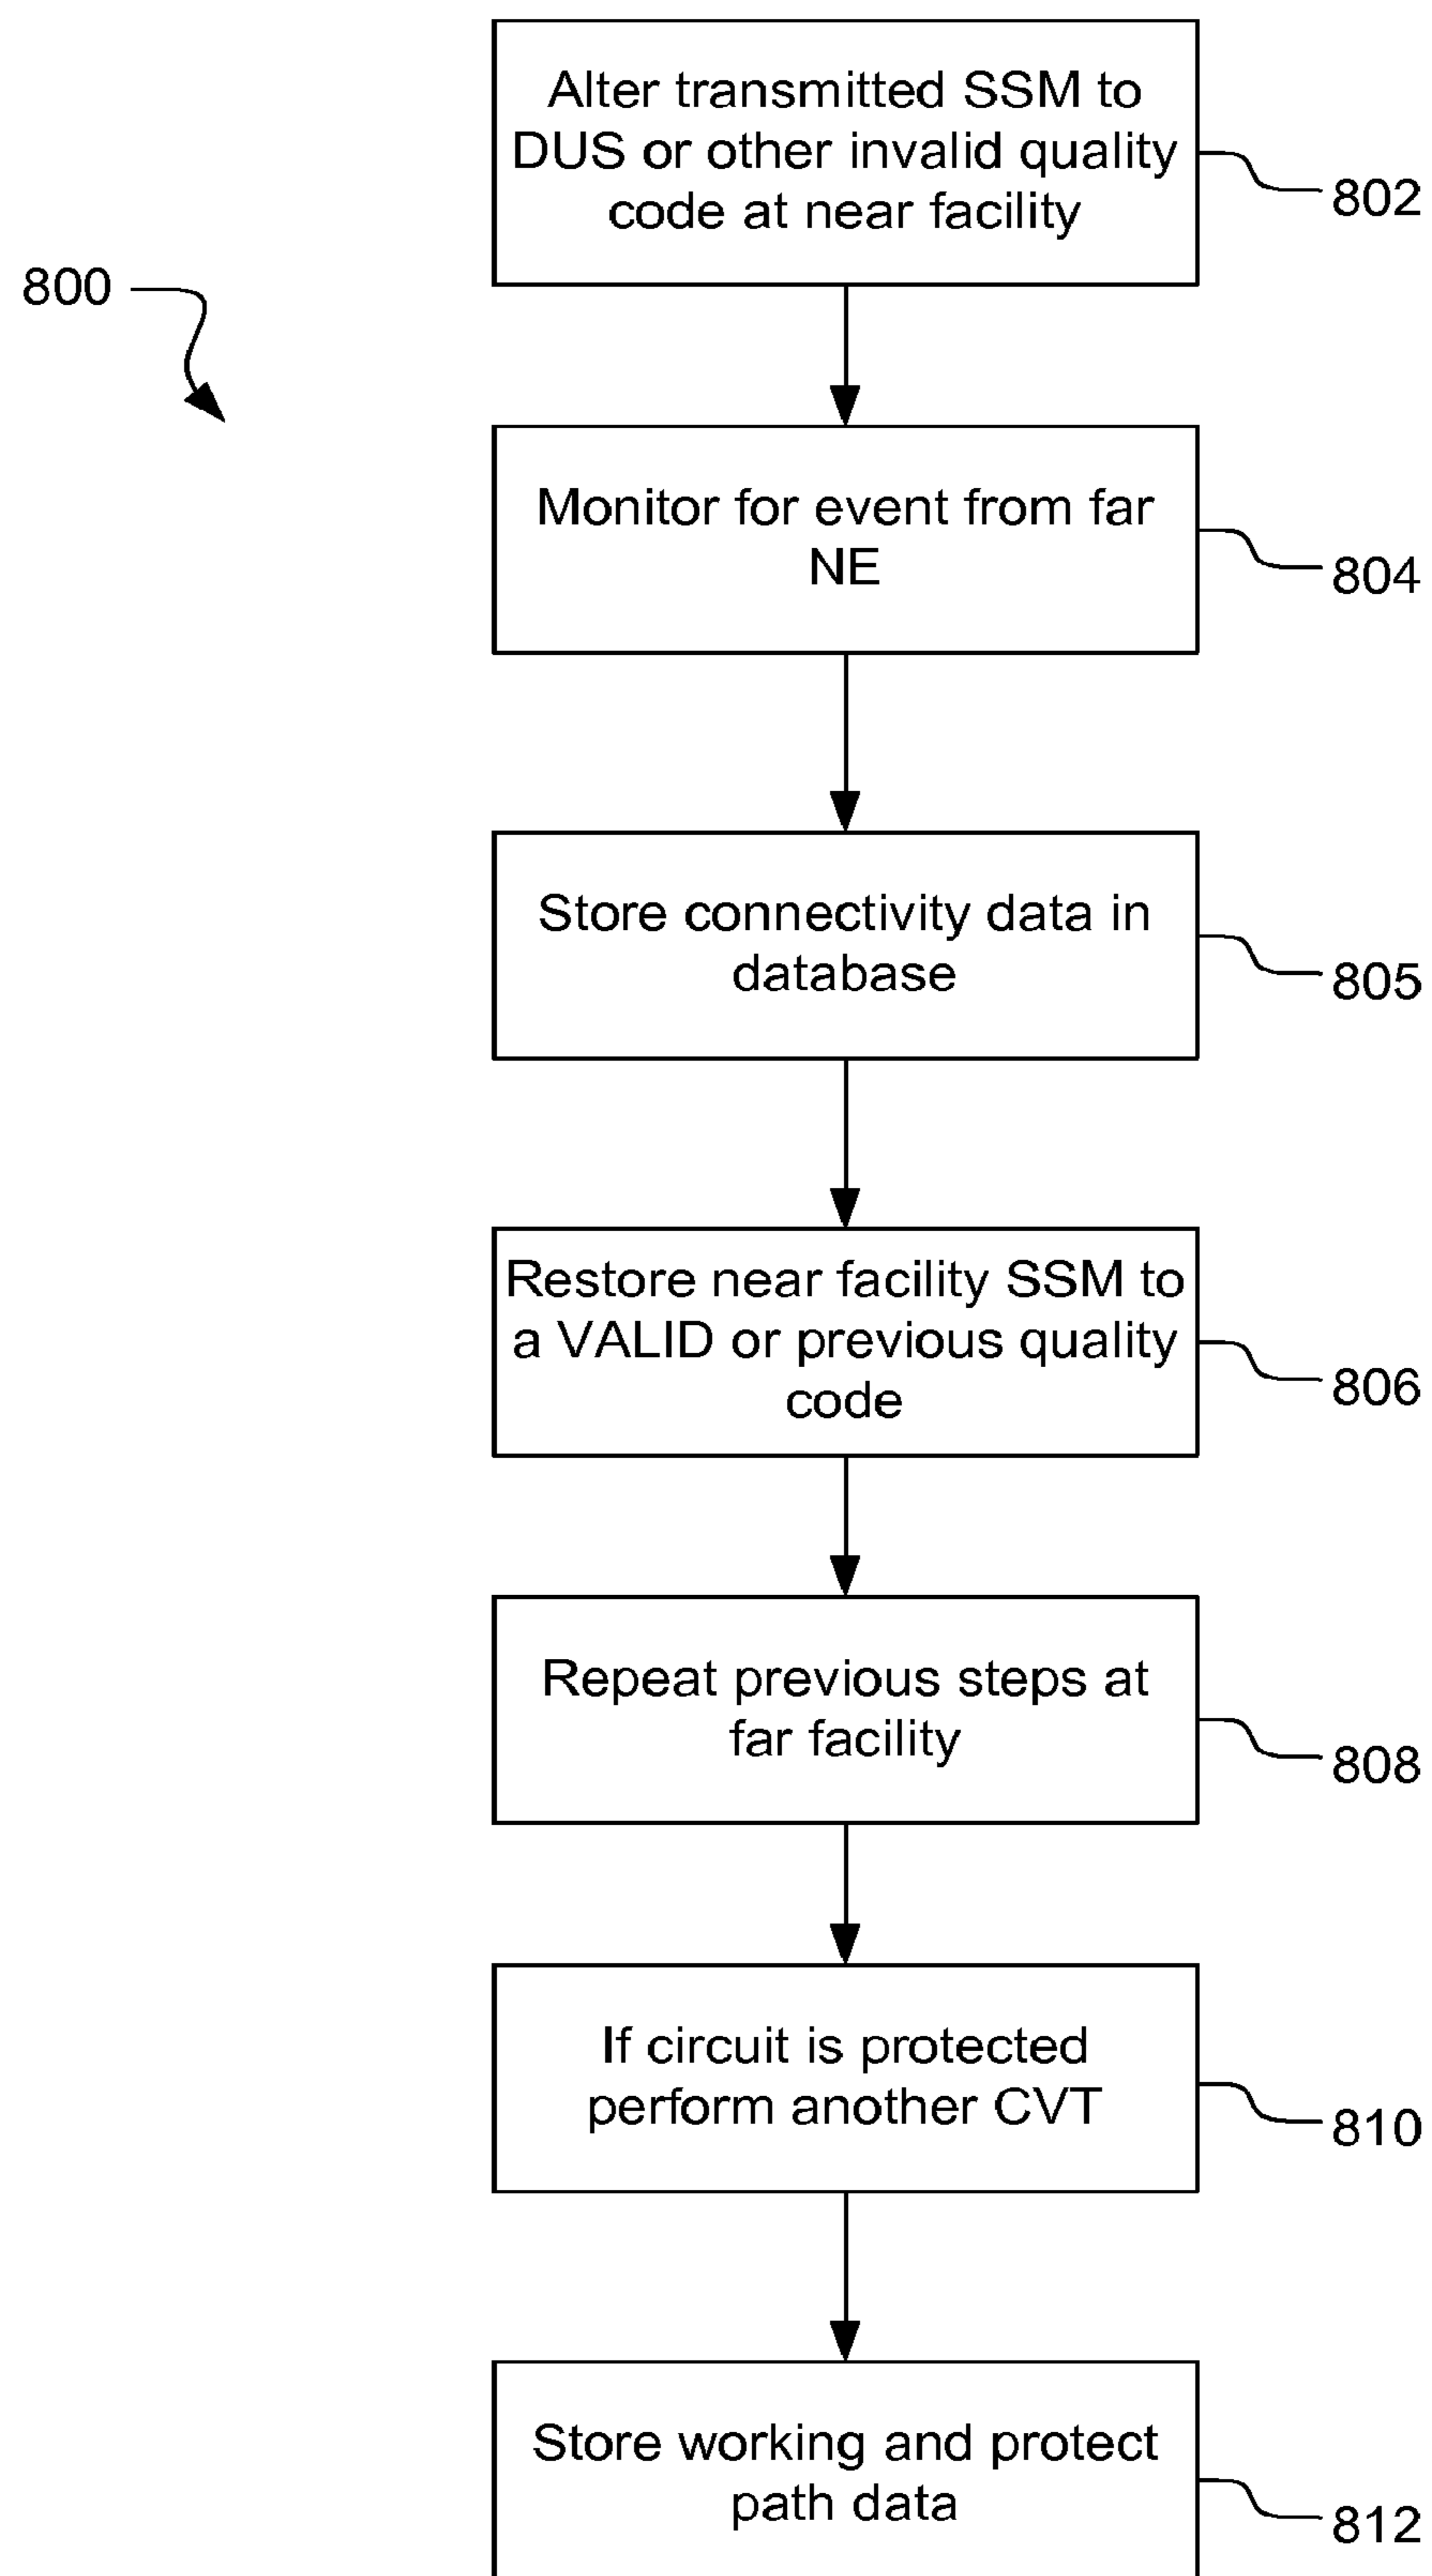 Alter transmitted SSM to
DUS or other invalid quality
code at near facility
802
800
Monitor for event from far
NE
804
Store connectivity data in
database
805
Restore near facility SSM to
a VALID or previous quality
code
806
Repeat previous steps at
far facility
808
If circuit is protected
perform another CVT
810
Store working and protect
path data
812